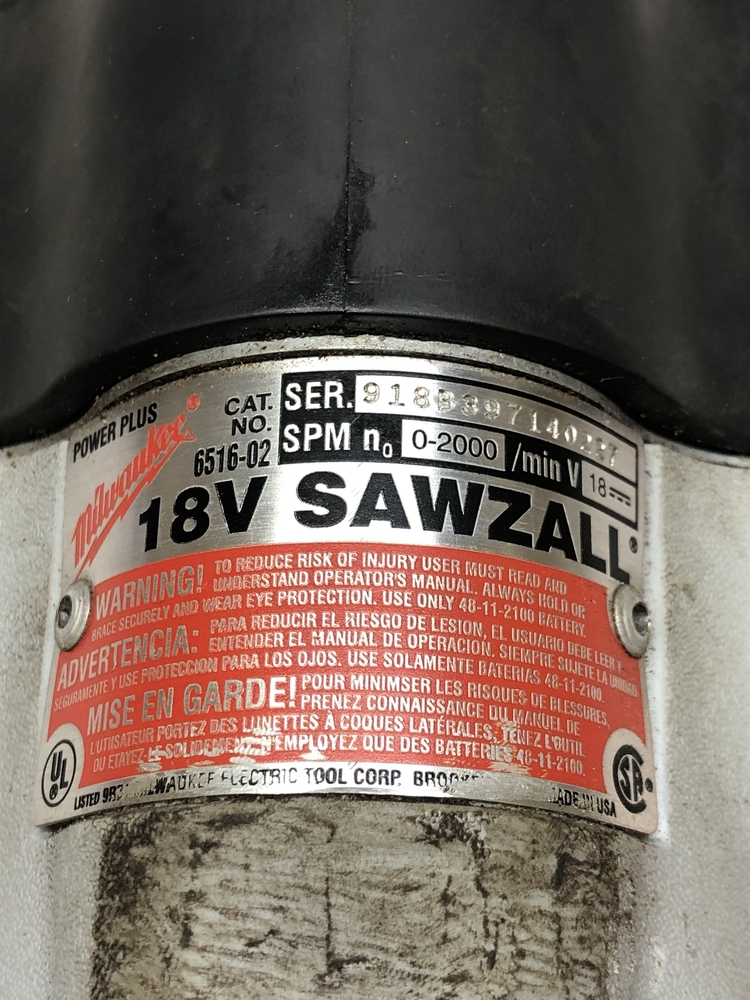 POWER PLUS
Milwaukee®
CAT. NO. 6516-02
SER. 918B397140227
SPM n₀ 0-2000 /min V 18⎓
18V SAWZALL®
WARNING! TO REDUCE RISK OF INJURY USER MUST READ AND
UNDERSTAND OPERATOR'S MANUAL. ALWAYS HOLD OR
BRACE SECURELY AND WEAR EYE PROTECTION. USE ONLY 48-11-2100 BATTERY.
ADVERTENCIA: PARA REDUCIR EL RIESGO DE LESION, EL USUARIO DEBE LEER Y
ENTENDER EL MANUAL DE OPERACION. SIEMPRE SUJETE LA UNIDAD
SEGURAMENTE Y USE PROTECCION PARA LOS OJOS. USE SOLAMENTE BATERIAS 48-11-2100
MISE EN GARDE! POUR MINIMSER LES RISQUES DE BLESSURES,
PRENEZ CONNAISSANCE DU MANUEL DE
L'UTISATEUR PORTEZ DES LUNETTES À COQUES LATÉRALES, TENEZ L'OUTIL
OU ETAYEZ-LE SOLIDEMENT. N'EMPLOYEZ QUE DES BATTERIES 48-11-2100.
UL®
LISTED MILWAUKEE ELECTRIC TOOL CORP. MADE IN USA
SA®